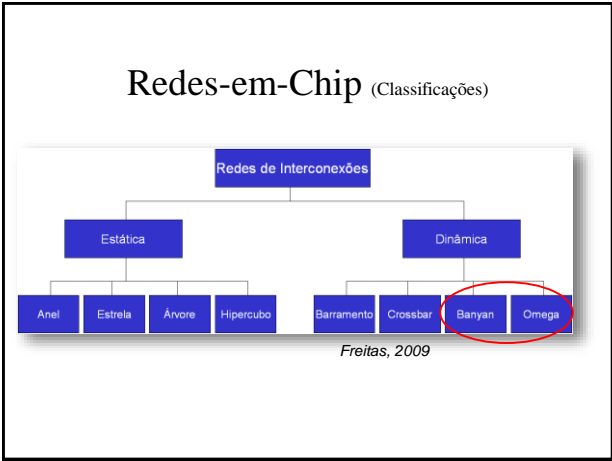 Redes-em-Chip (Classificações)
Redes de Interconexões
Estática
Dinâmica
Anel
Estrela
Árvore
Hipercubo
Barramento
Crossbar
Banyan
Omega
Freitas, 2009